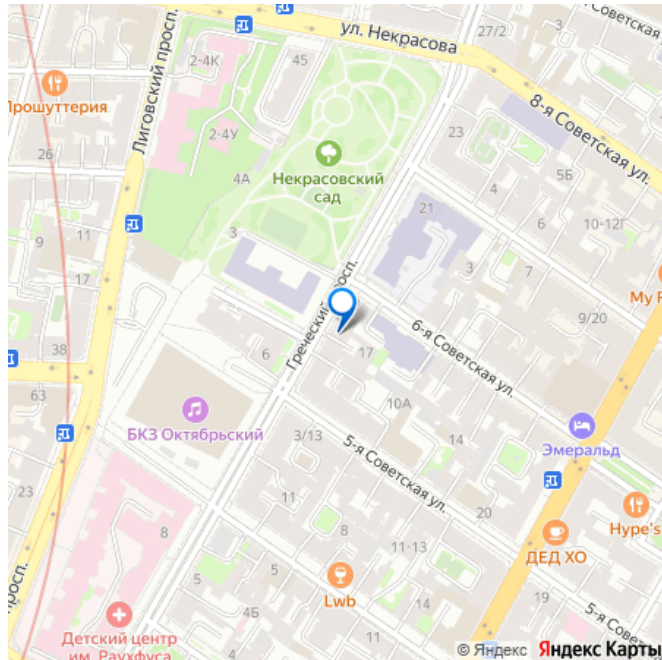 27/2
Советская
ул. Некрасова
2-4К
45
Прошуттерия
Лиговский просп.
8-я Советская ул.
2-4У
23
26
Некрасовский
сад
4А
4
5Б
21
6
10-12Г
9
11
3
17
3
7
My F
Греческий просп.
9/20
6-я Советская ул.
38
6
17
63
10А
БКЗ Октябрьский
Эмеральд
3/13
14
5-я Советская ул.
23
11
20
Hype's
8
11-13
ДЕД ХО
5
Lwb
просп.
5
4Б
14
19
5-я Советская
Детский центр
им. Раухфуса
© Яндекс Яндекс Карты